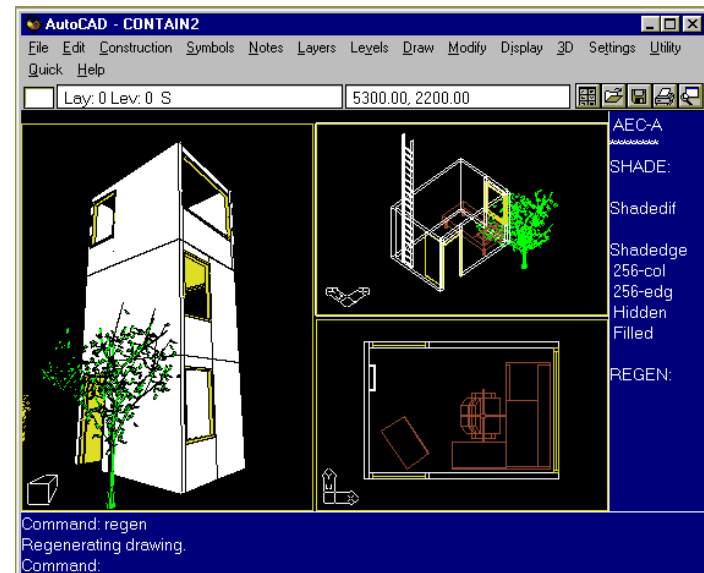 AutoCAD - CONTAIN2
File Edit Construction Symbols Notes Layers Levels Draw Modify Display 3D Settings Utility
Quick Help
Lay: 0 Lev: 0 S 5300.00, 2200.00
AEC-A
********
SHADE:
Shadedif
Shadedge
256-col
256-edg
Hidden
Filled
REGEN:
Command: regen
Regenerating drawing.
Command: